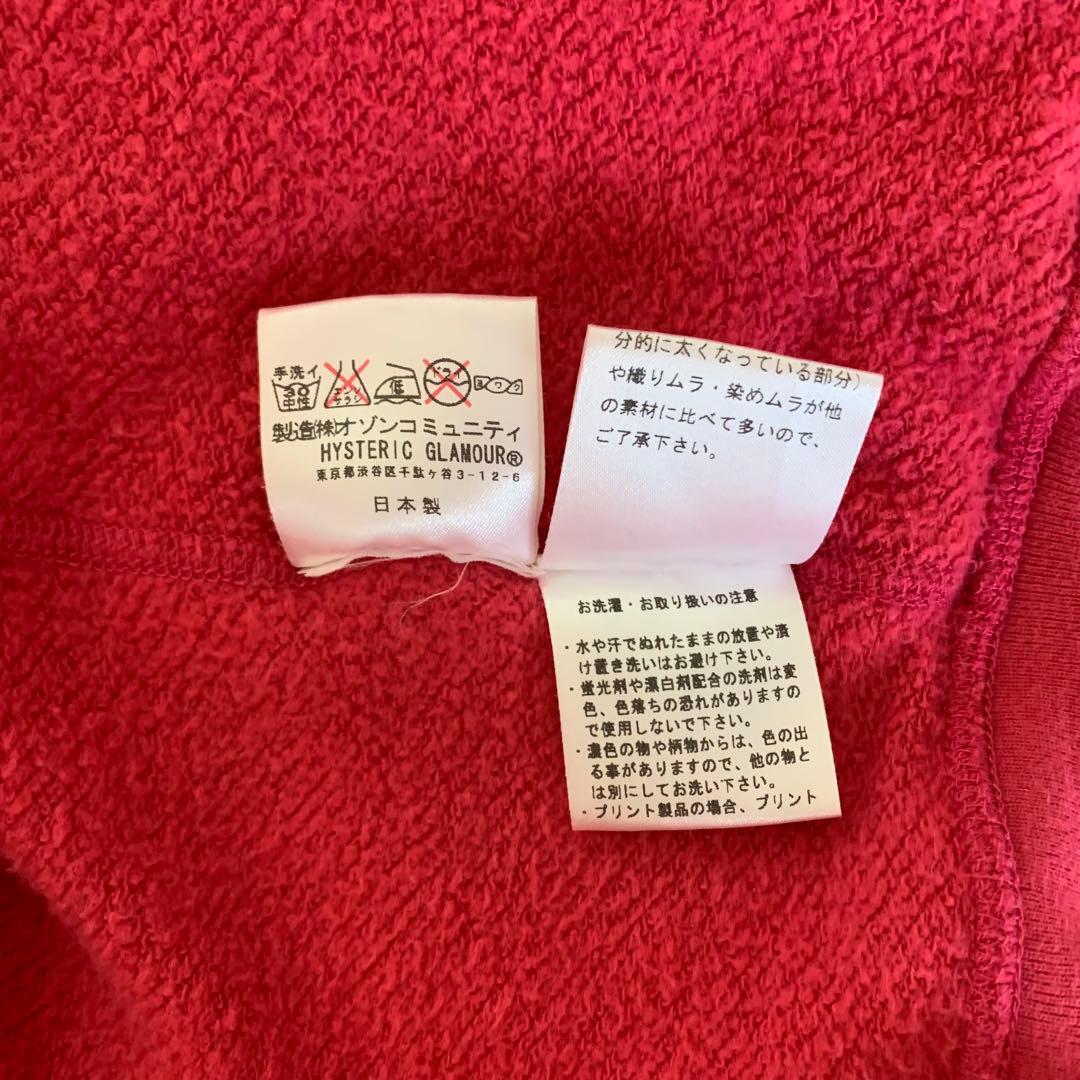 手洗イ
30
中性
エンソ
サラシ
低
ドライ
ヨワク
製造(株)オゾンコミュニティ
HYSTERIC GLAMOUR®
東京都渋谷区千駄ヶ谷3-12-6
日本製
分的に太くなっている部分)
や織りムラ・染めムラが他
の素材に比べて多いので、
ご了承下さい。
お洗濯・お取り扱いの注意
・水や汗でぬれたままの放置や漬
け置き洗いはお避け下さい。
・蛍光剤や漂白剤配合の洗剤は変
色、色落ちの恐れがありますの
で使用しないで下さい。
・濃色の物や柄物からは、色の出
る事がありますので、他の物と
は別にしてお洗い下さい。
・プリント製品の場合、プリント